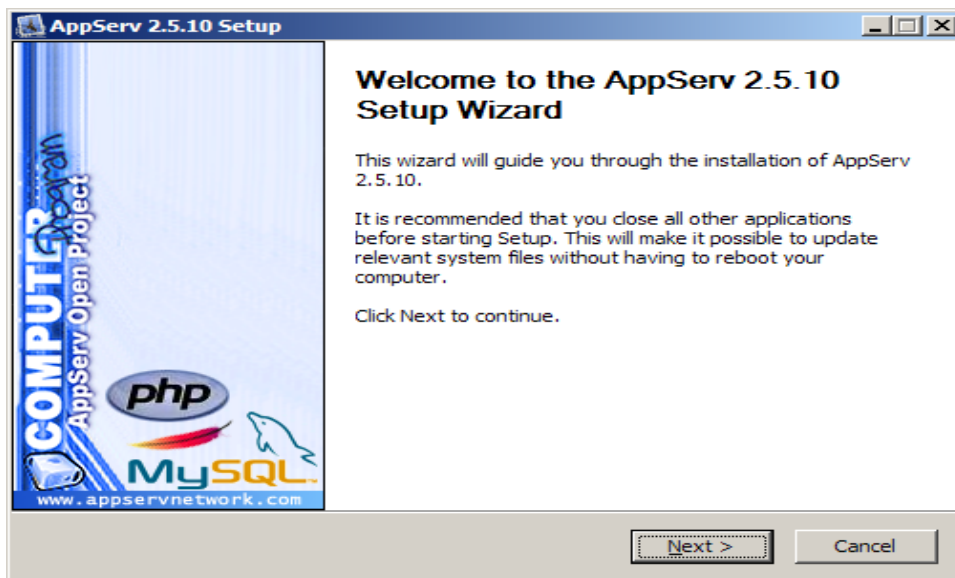 AppServ 2.5.10 Setup
Welcome to the AppServ 2.5.10
Setup Wizard
This wizard will guide you through the installation of AppServ
2.5.10.
It is recommended that you close all other applications
before starting Setup. This will make it possible to update
relevant system files without having to reboot your
computer.
Click Next to continue.
COMPUTER
Program
AppServ Open Project
php
MySQL
www.appservnetwork.com
Next >
Cancel